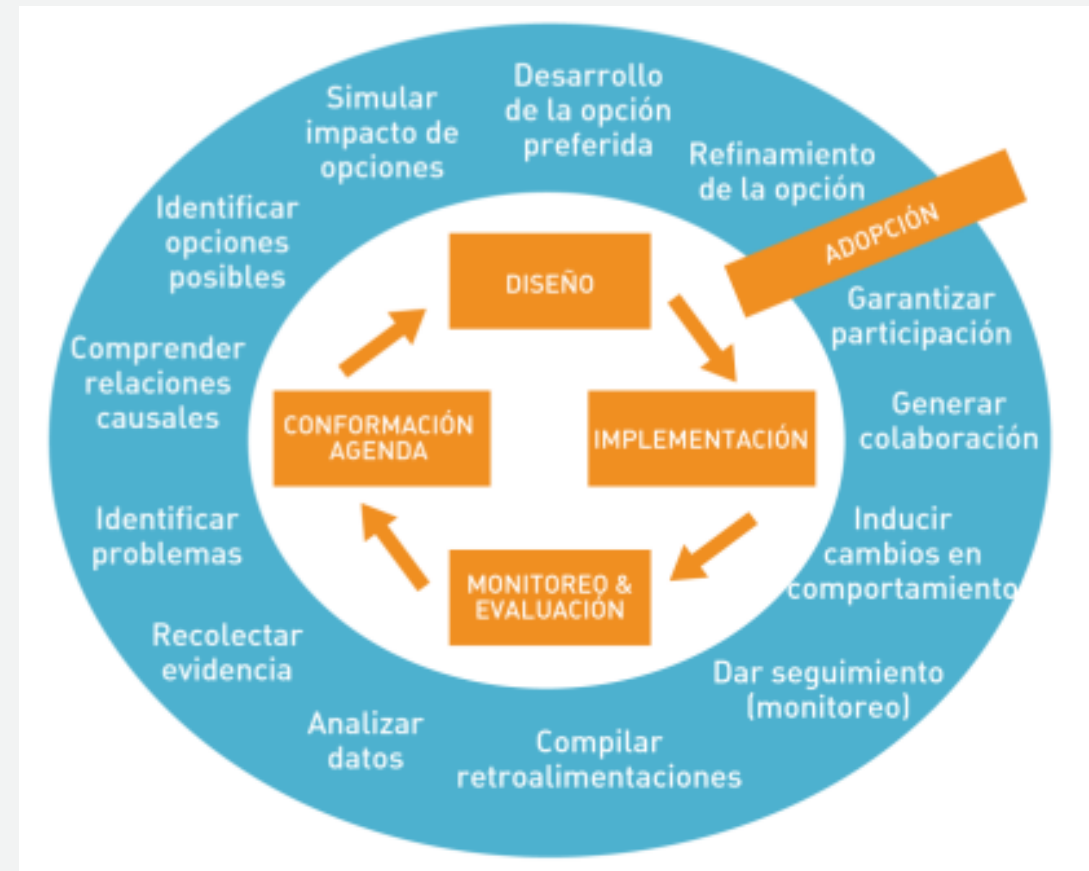 Desarrollo
de la opción
preferida
Refinamiento
de la opción
ADOPCIÓN
Garantizar
participación
Generar
colaboración
Inducir
cambios en
comportamiento
Dar seguimiento
(monitoreo)
Compilar
retroalimentaciones
Analizar
datos
Recolectar
evidencia
Identificar
problemas
Comprender
relaciones
causales
Identificar
opciones
posibles
Simular
impacto de
opciones
DISEÑO
IMPLEMENTACIÓN
MONITOREO &
EVALUACIÓN
CONFORMACIÓN
AGENDA